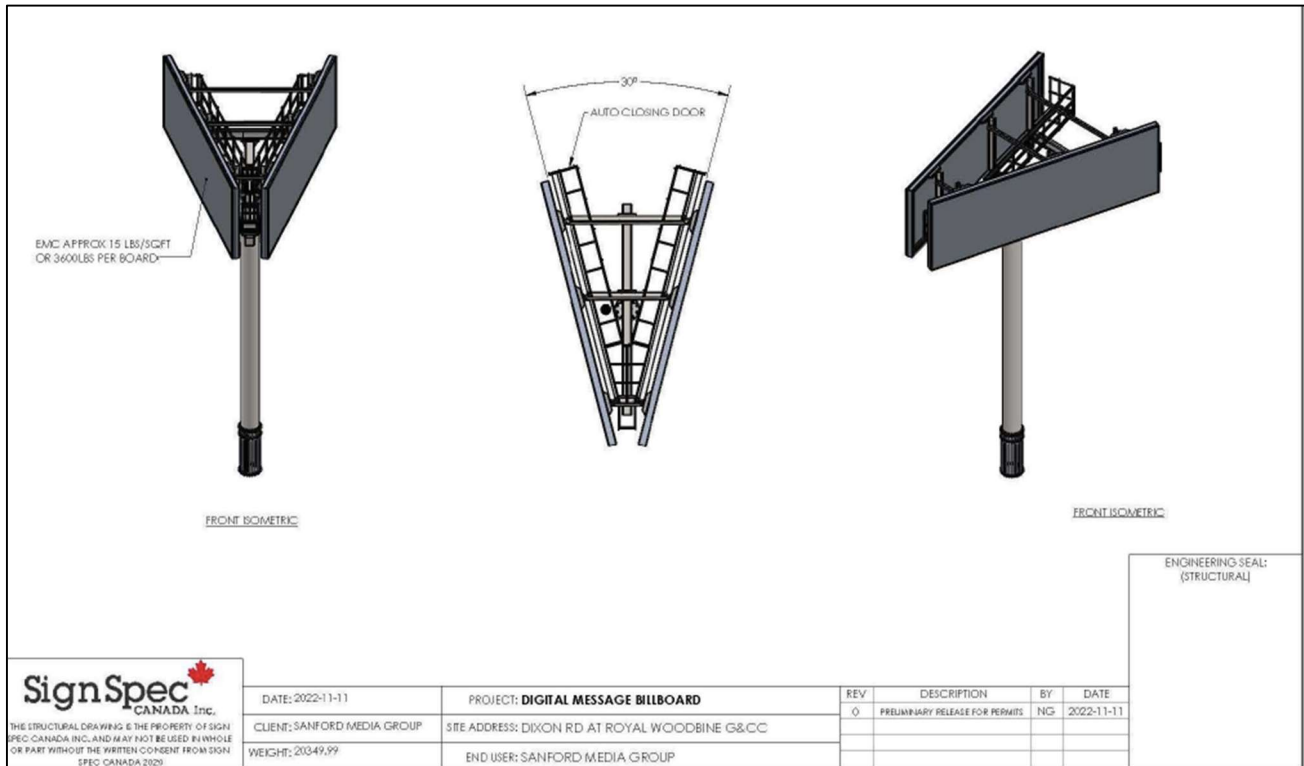 30°
AUTO CLOSING DOOR
EMC APPROX 15 LBS/SQFT
OR 3600LBS PER BOARD
FRONT ISOMETRIC
FRONT ISOMETRIC
ENGINEERING SEAL:
(STRUCTURAL)
SignSpec
CANADA Inc.
THE STRUCTURAL DRAWING IS THE PROPERTY OF SIGN
SPEC CANADA INC. AND MAY NOT BE USED IN WHOLE
OR PART WITHOUT THE WRITTEN CONSENT FROM SIGN
SPEC CANADA 2020
DATE: 2022-11-11
CLIENT: SANFORD MEDIA GROUP
WEIGHT: 20349.99
PROJECT: DIGITAL MESSAGE BILLBOARD
SITE ADDRESS: DIXON RD AT ROYAL WOODBINE G&CC
END USER: SANFORD MEDIA GROUP
REV DESCRIPTION BY DATE
0 PRELIMINARY RELEASE FOR PERMITS NG 2022-11-11